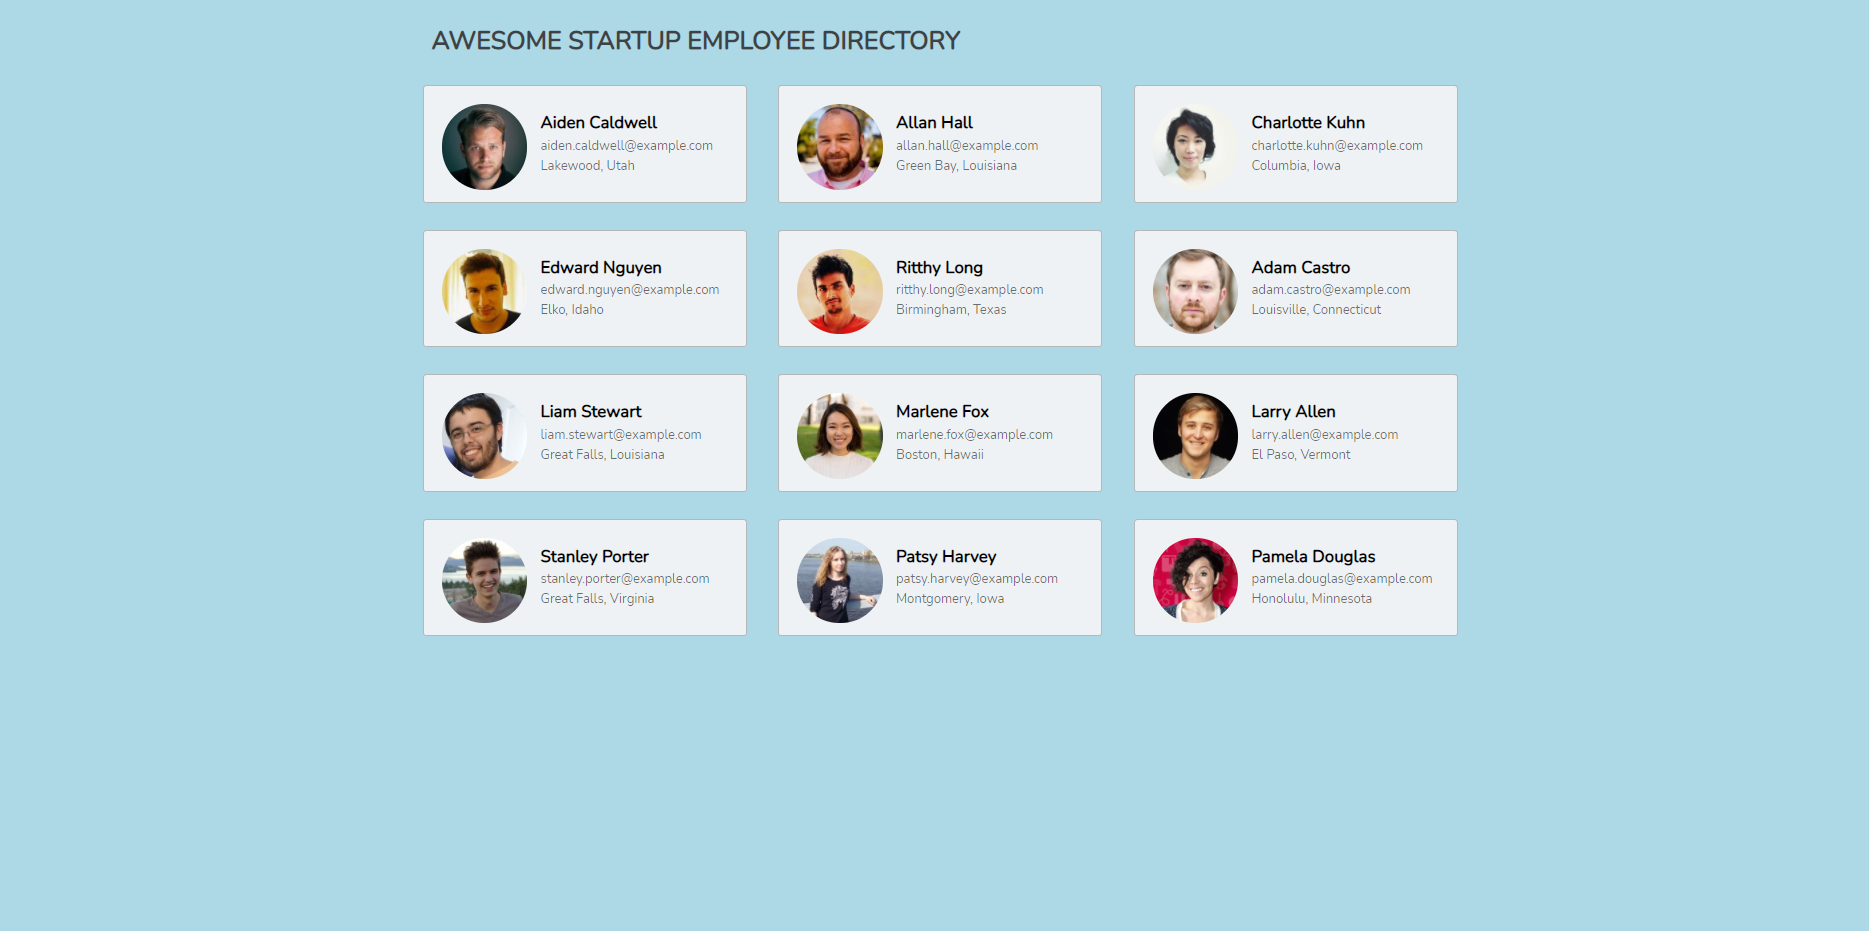 AWESOME STARTUP EMPLOYEE DIRECTORY
Aiden Caldwell
aiden.caldwell@example.com
Lakewood, Utah
Allan Hall
allan.hall@example.com
Green Bay, Louisiana
Charlotte Kuhn
charlotte.kuhn@example.com
Columbia, Iowa
Edward Nguyen
edward.nguyen@example.com
Elko, Idaho
Ritthy Long
ritthy.long@example.com
Birmingham, Texas
Adam Castro
adam.castro@example.com
Louisville, Connecticut
Liam Stewart
liam.stewart@example.com
Great Falls, Louisiana
Marlene Fox
marlene.fox@example.com
Boston, Hawaii
Larry Allen
larry.allen@example.com
El Paso, Vermont
Stanley Porter
stanley.porter@example.com
Great Falls, Virginia
Patsy Harvey
patsy.harvey@example.com
Montgomery, Iowa
Pamela Douglas
pamela.douglas@example.com
Honolulu, Minnesota